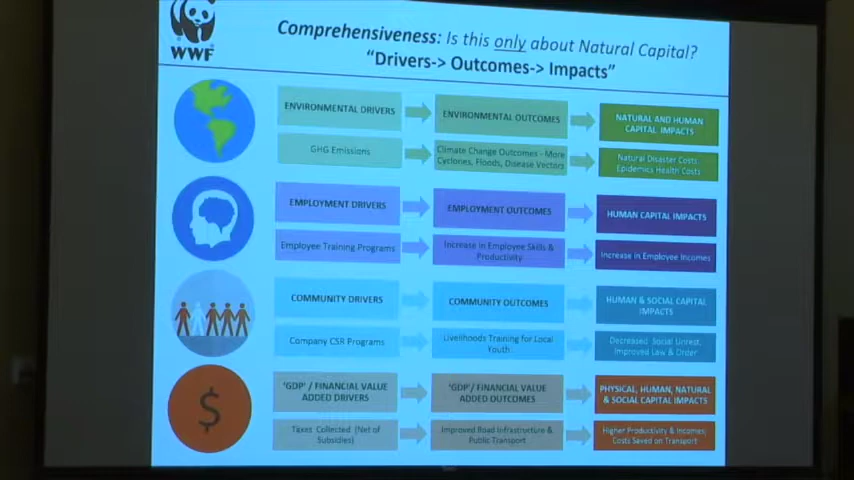 WWF
Comprehensiveness: Is this only about Natural Capital?
"Drivers-> Outcomes-> Impacts"
ENVIRONMENTAL DRIVERS
ENVIRONMENTAL OUTCOMES
NATURAL AND HUMAN
CAPITAL IMPACTS
GHG Emissions
Climate Change Outcomes - More
Cyclones, Floods, Disease Vectors
Natural Disaster Costs
Epidemics Health Costs
EMPLOYMENT DRIVERS
EMPLOYMENT OUTCOMES
HUMAN CAPITAL IMPACTS
Employee Training Programs
Increase in Employee Skills &
Productivity
Increase in Employee Incomes
COMMUNITY DRIVERS
COMMUNITY OUTCOMES
HUMAN & SOCIAL CAPITAL
IMPACTS
Company CSR Programs
Livelihoods Training for Local
Youth
Decreased Social Unrest,
Improved Law & Order
'GDP' / FINANCIAL VALUE
ADDED DRIVERS
'GDP'/ FINANCIAL VALUE
ADDED OUTCOMES
PHYSICAL, HUMAN, NATURAL
& SOCIAL CAPITAL IMPACTS
Taxes Collected (Net of
Subsidies)
Improved Road Infrastructure &
Public Transport
Higher Productivity & Incomes;
Costs Saved on Transport
$